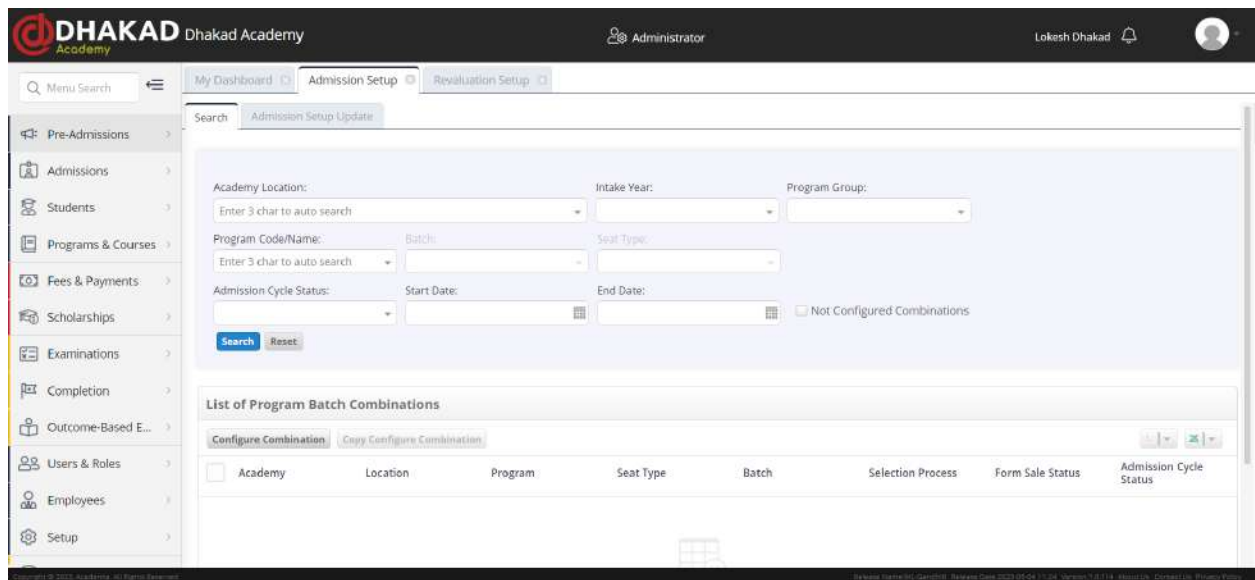 DHAKAD
Academy
Dhakad Academy
Administrator
Lokesh Dhakad
Menu Search
My Dashboard
Admission Setup
Revaluation Setup
Search
Admission Setup Update
Pre-Admissions
Admissions
Students
Programs & Courses
Fees & Payments
Scholarships
Examinations
Completion
Outcome-Based E...
Users & Roles
Employees
Setup
Academy Location:
Intake Year:
Program Group:
Enter 3 char to auto search
Program Code/Name:
Batch:
Seat Type:
Enter 3 char to auto search
Admission Cycle Status:
Start Date:
End Date:
Not Configured Combinations
Search
Reset
List of Program Batch Combinations
Configure Combination
Copy Configure Combination
Academy
Location
Program
Seat Type
Batch
Selection Process
Form Sale Status
Admission Cycle
Status